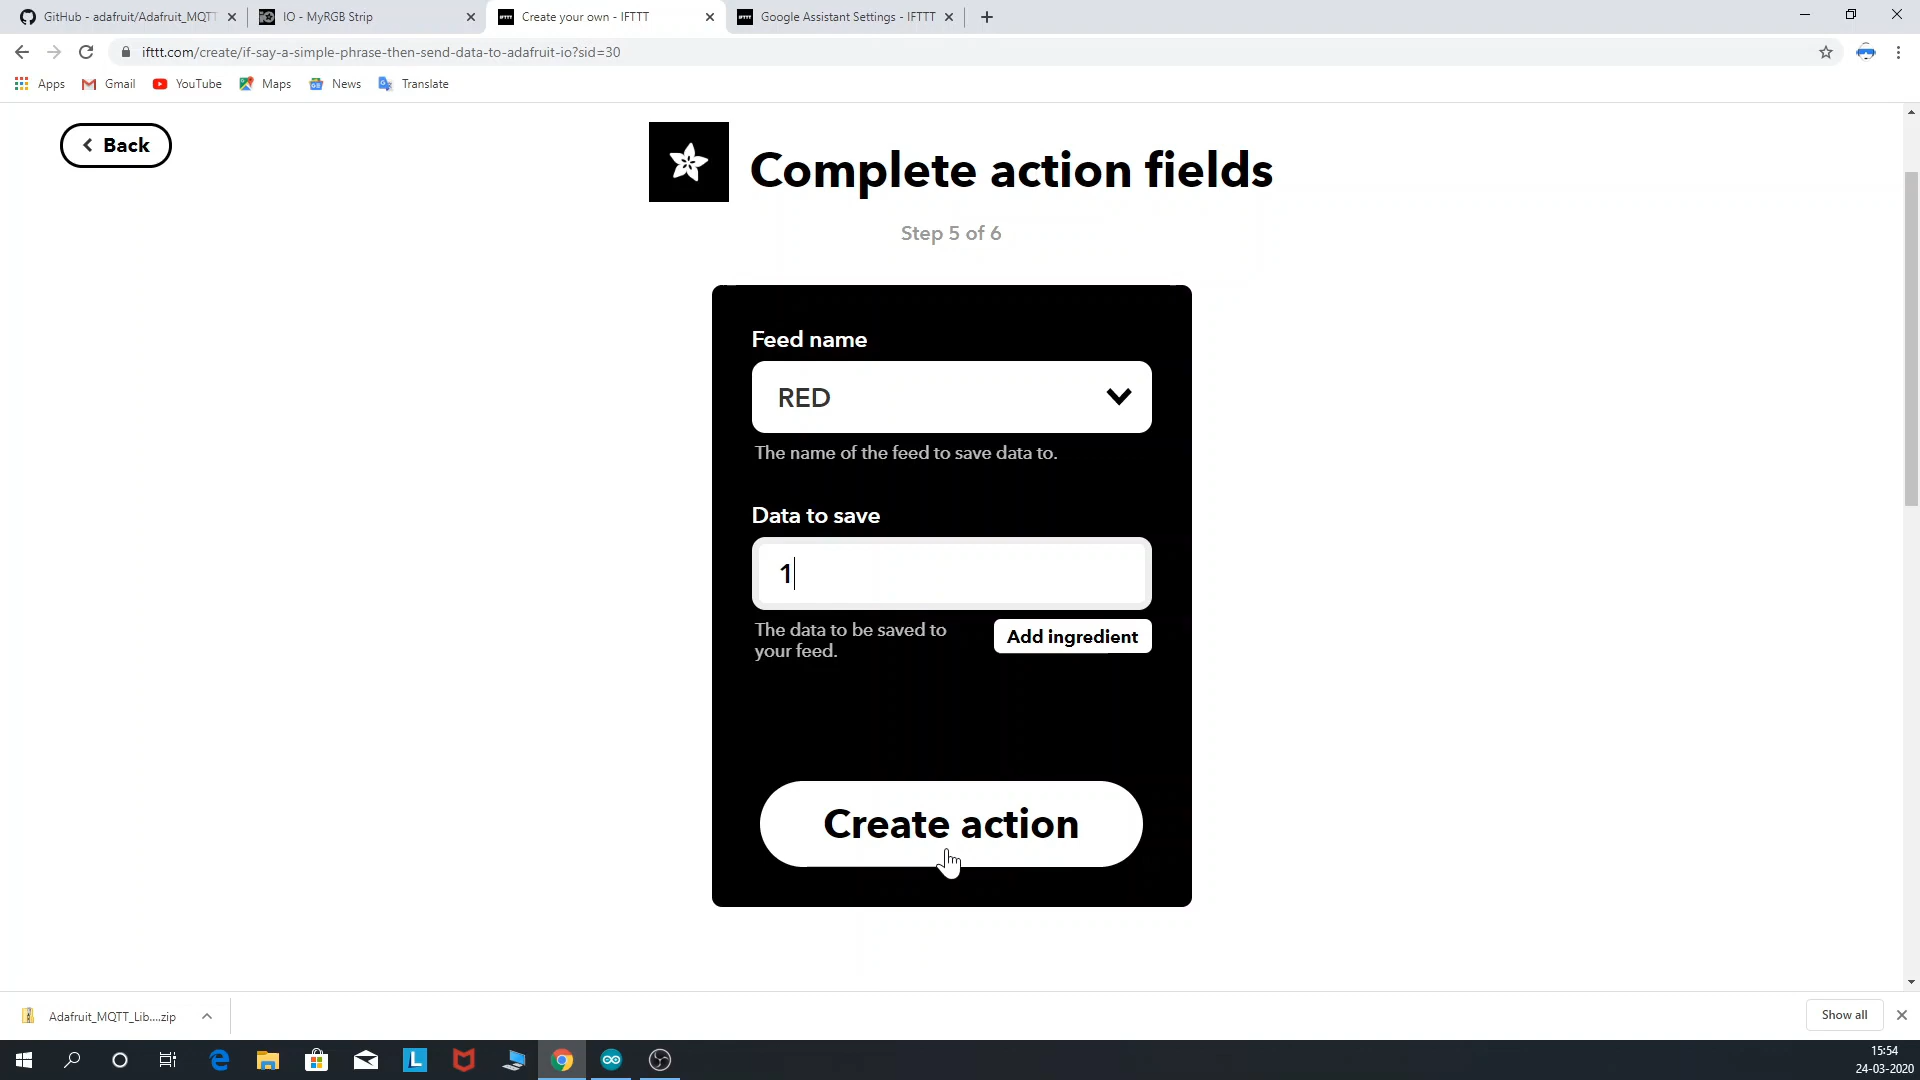 GitHub - adafruit/Adafruit_MQTT
IO - MyRGB Strip
Create your own - IFTTT
Google Assistant Settings - IFTTT
ifttt.com/create/if-say-a-simple-phrase-then-send-data-to-adafruit-io?sid=30
Apps
Gmail
YouTube
Maps
News
Translate
Back
Complete action fields
Step 5 of 6
Feed name
RED
The name of the feed to save data to.
Data to save
1
The data to be saved to
your feed.
Add ingredient
Create action
Adafruit_MQTT_Lib....zip
Show all
15:54
24-03-2020